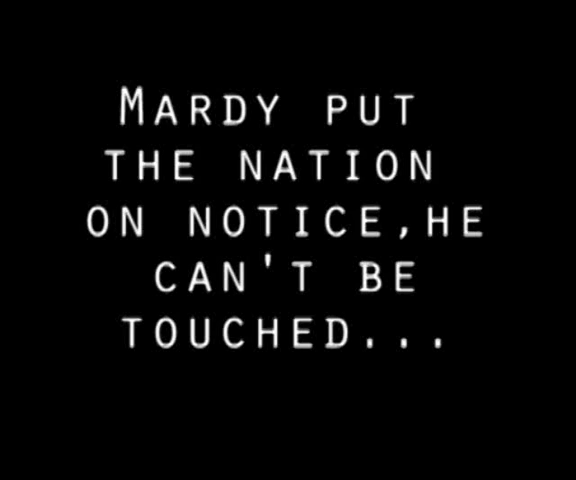 Mardy put
the nation
on notice,he
can't be
touched...